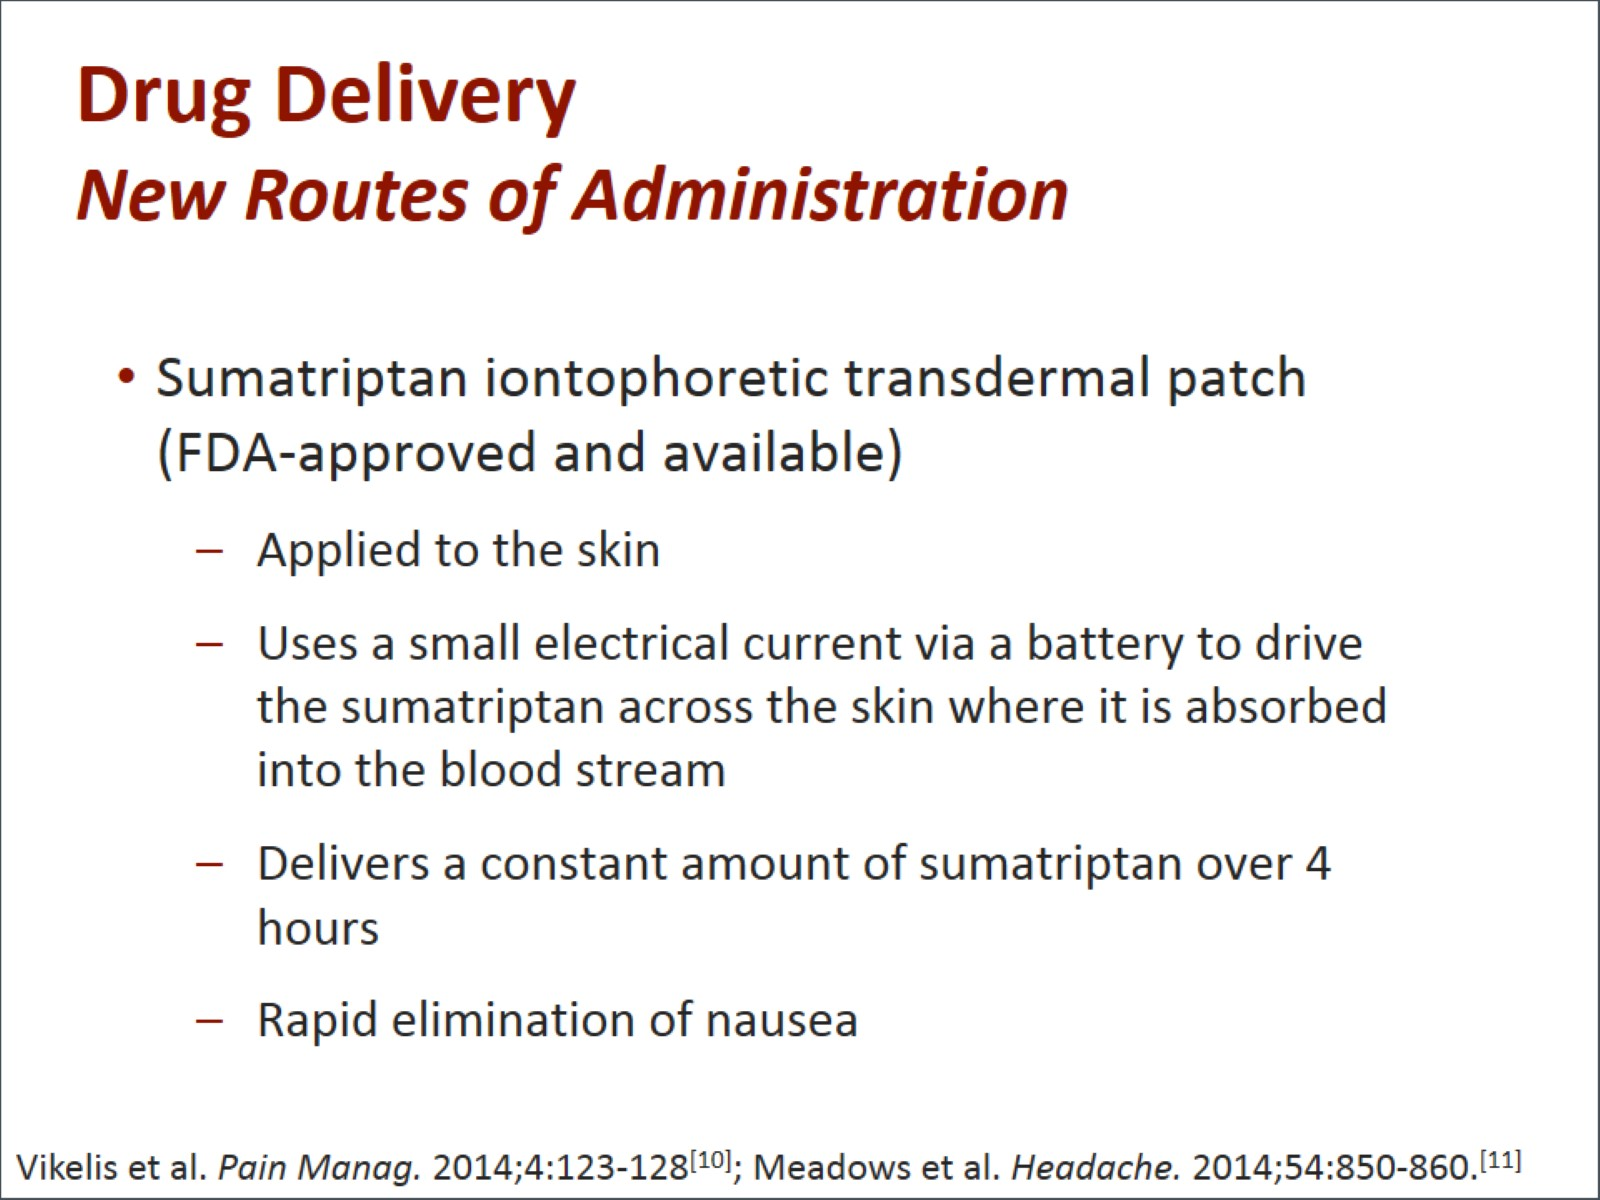 Drug Delivery
New Routes of Administration
• Sumatriptan iontophoretic transdermal patch
(FDA-approved and available)
– Applied to the skin
– Uses a small electrical current via a battery to drive
the sumatriptan across the skin where it is absorbed
into the blood stream
– Delivers a constant amount of sumatriptan over 4
hours
– Rapid elimination of nausea
Vikelis et al. Pain Manag. 2014;4:123-128[10]; Meadows et al. Headache. 2014;54:850-860.[11]